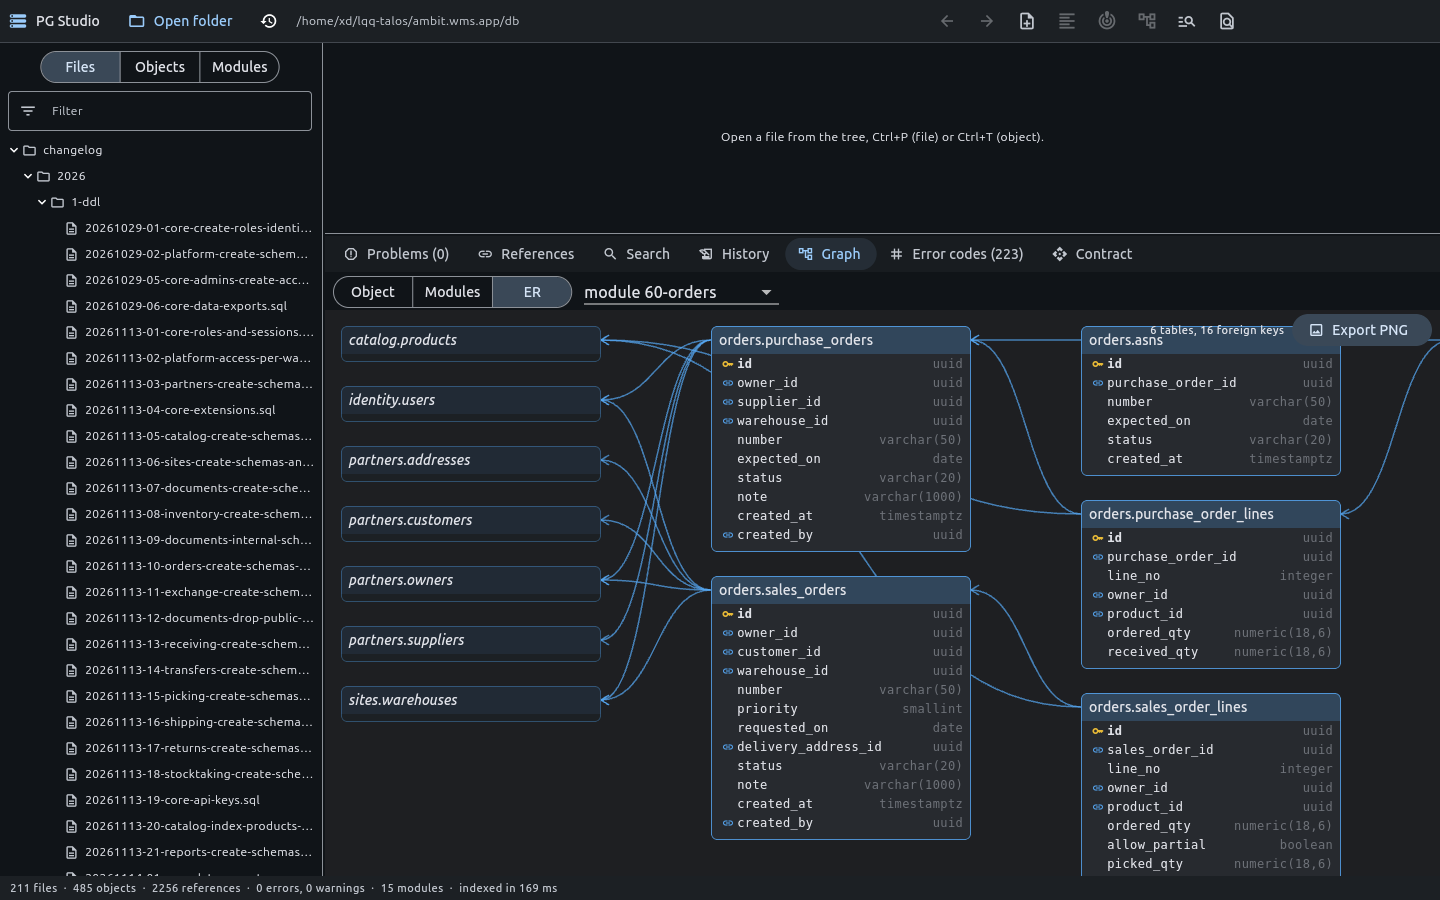 PG Studio
Open folder
/home/xd/lqq-talos/ambit.wms.app/db
Files
Objects
Modules
Filter
changelog
2026
1-ddl
20261029-01-core-create-roles-identi...
20261029-02-platform-create-schem...
20261029-05-core-admins-create-acc...
20261029-06-core-data-exports.sql
20261113-01-core-roles-and-sessions....
20261113-02-platform-access-per-wa...
20261113-03-partners-create-schema...
20261113-04-core-extensions.sql
20261113-05-catalog-create-schemas...
20261113-06-sites-create-schemas-an...
20261113-07-documents-create-sche...
20261113-08-inventory-create-schem...
20261113-09-documents-internal-sch...
20261113-10-orders-create-schemas-...
20261113-11-exchange-create-schem...
20261113-12-documents-drop-public-...
20261113-13-receiving-create-schem...
20261113-14-transfers-create-schem...
20261113-15-picking-create-schemas...
20261113-16-shipping-create-schema...
20261113-17-returns-create-schemas...
20261113-18-stocktaking-create-sche...
20261113-19-core-api-keys.sql
20261113-20-catalog-index-products-...
20261113-21-reports-create-schemas...
Open a file from the tree, Ctrl+P (file) or Ctrl+T (object).
Problems (0)
References
Search
History
Graph
Error codes (223)
Contract
Object
Modules
ER
module 60-orders
6 tables, 16 foreign keys
Export PNG
catalog.products
identity.users
partners.addresses
partners.customers
partners.owners
partners.suppliers
sites.warehouses
orders.purchase_orders
id uuid
owner_id uuid
supplier_id uuid
warehouse_id uuid
number varchar(50)
expected_on date
status varchar(20)
note varchar(1000)
created_at timestamptz
created_by uuid
orders.sales_orders
id uuid
owner_id uuid
customer_id uuid
warehouse_id uuid
number varchar(50)
priority smallint
requested_on date
delivery_address_id uuid
status varchar(20)
note varchar(1000)
created_at timestamptz
created_by uuid
orders.asns
id uuid
purchase_order_id uuid
number varchar(50)
expected_on date
status varchar(20)
created_at timestamptz
orders.purchase_order_lines
id uuid
purchase_order_id uuid
line_no integer
owner_id uuid
product_id uuid
ordered_qty numeric(18,6)
received_qty numeric(18,6)
orders.sales_order_lines
id uuid
sales_order_id uuid
line_no integer
owner_id uuid
product_id uuid
ordered_qty numeric(18,6)
allow_partial boolean
picked_qty numeric(18,6)
211 files · 485 objects · 2256 references · 0 errors, 0 warnings · 15 modules · indexed in 169 ms